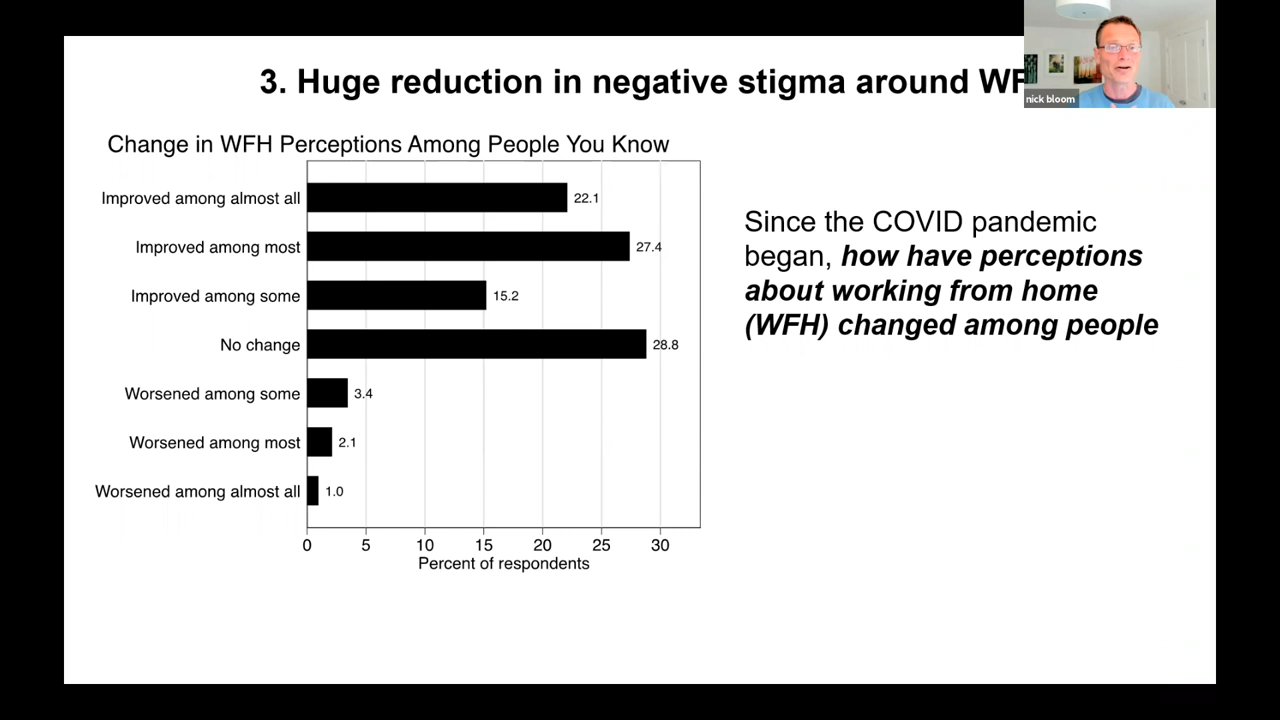 3. Huge reduction in negative stigma around WF
nick bloom
Change in WFH Perceptions Among People You Know
Improved among almost all 22.1
Improved among most 27.4
Improved among some 15.2
No change 28.8
Worsened among some 3.4
Worsened among most 2.1
Worsened among almost all 1.0
0 5 10 15 20 25 30
Percent of respondents
Since the COVID pandemic
began, how have perceptions
about working from home
(WFH) changed among people